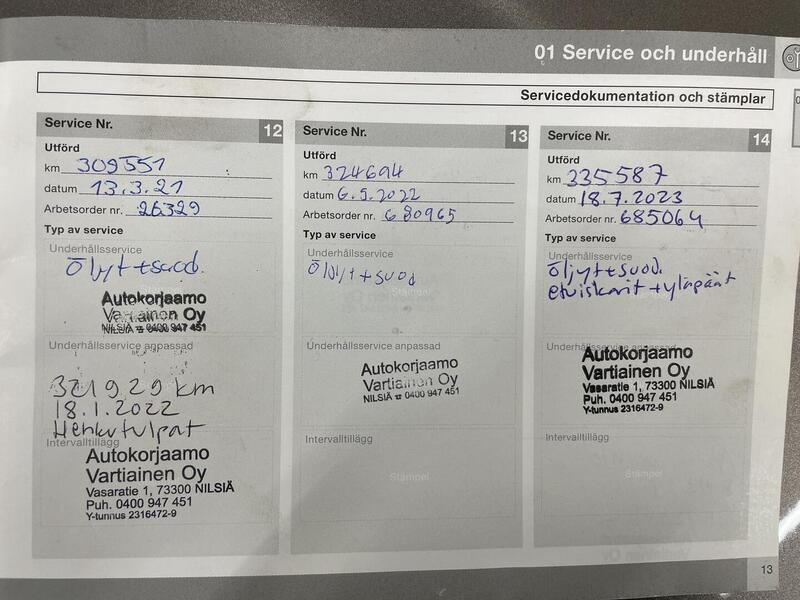 01 Service och underhåll
Servicedokumentation och stämplar
Service Nr. 12
Utförd
km 309551
datum 13.3.21
Arbetsorder nr. 26329
Typ av service
Underhållsservice
Öljyt+suod.
Autokorjaamo
Vartiainen Oy
NILSIÄ ☎ 0400 947 451
Underhållsservice anpassad
321929 km
18.1.2022
Hehkutulpat
Intervalltillägg
Autokorjaamo
Vartiainen Oy
Vasaratie 1, 73300 NILSIÄ
Puh. 0400 947 451
Y-tunnus 2316472-9
Service Nr. 13
Utförd
km 324694
datum 6.5.2022
Arbetsorder nr. 680965
Typ av service
Underhållsservice
Öljyt+suod
Stämpel
Underhållsservice anpassad
Autokorjaamo
Vartiainen Oy
NILSIÄ ☎ 0400 947 451
Intervalltillägg
Stämpel
Service Nr. 14
Utförd
km 335587
datum 18.7.2023
Arbetsorder nr. 685064
Typ av service
Underhållsservice
öljyt+suod.
etuiskarit+yläpäät
Underhållsservice anpassad
Autokorjaamo
Vartiainen Oy
Vasaratie 1, 73300 NILSIÄ
Puh. 0400 947 451
Y-tunnus 2316472-9
Intervalltillägg
Stämpel
13